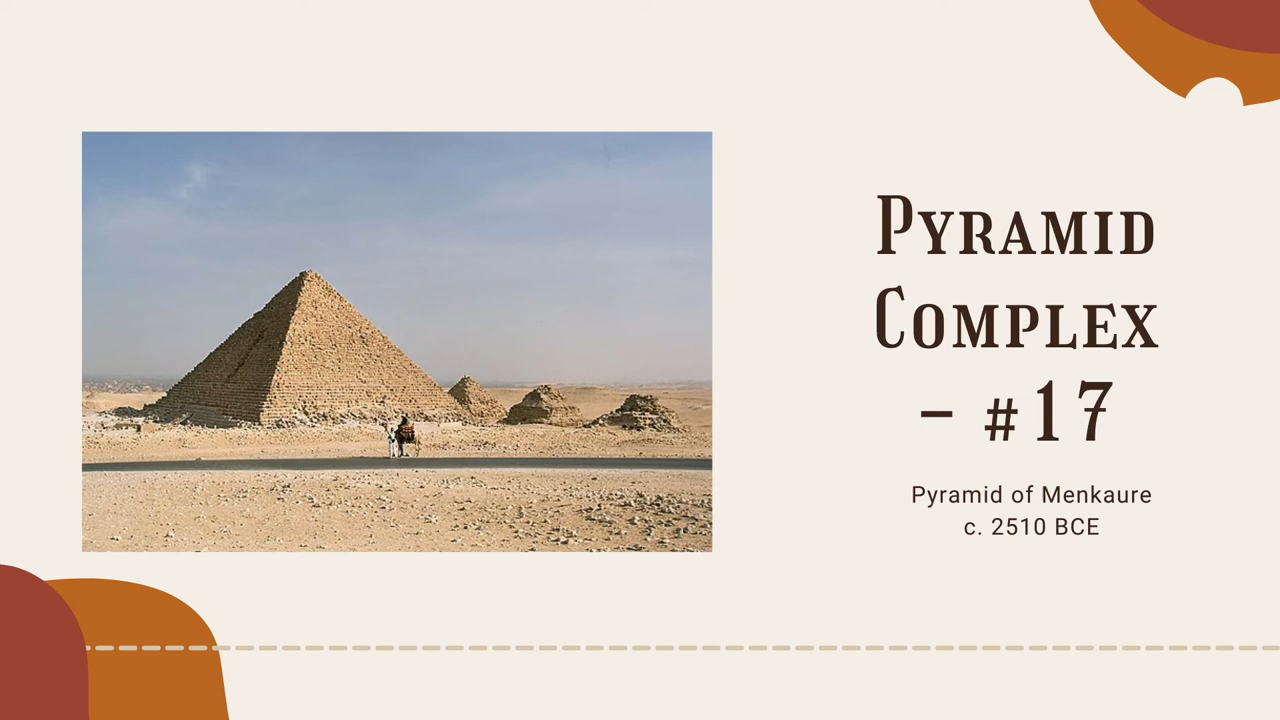 Pyramid
Complex
– #17
Pyramid of Menkaure
c. 2510 BCE